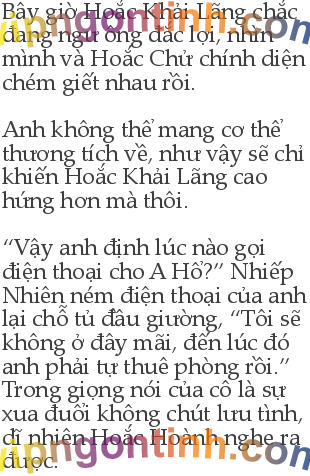 Bây giờ Hoắc Khải Lãng chắc
đang ngư ông đắc lợi, nhìn
mình và Hoắc Chử chính diện
chém giết nhau rồi.
Anh không thể mang cơ thể
thương tích về, như vậy sẽ chỉ
khiến Hoắc Khải Lãng cao
hứng hơn mà thôi.
“Vậy anh định lúc nào gọi
điện thoại cho A Hổ?” Nhiếp
Nhiên ném điện thoại của anh
lại chỗ tủ đầu giường, “Tôi sẽ
không ở đây mãi, đến lúc đó
anh phải tự thuê phòng rồi.”
Trong giọng nói của cô là sự
xua đuổi không chút lưu tình,
dĩ nhiên Hoắc Hoành nghe ra
được.
vipngontinh.com
vipngontinh.com